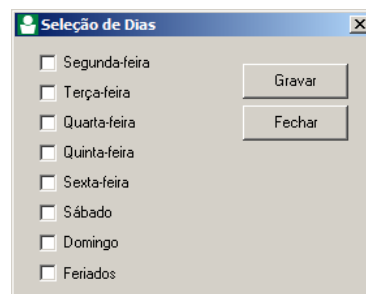 Seleção de Dias
Segunda-feira
Terça-feira
Quarta-feira
Quinta-feira
Sexta-feira
Sábado
Domingo
Feriados
Gravar
Fechar